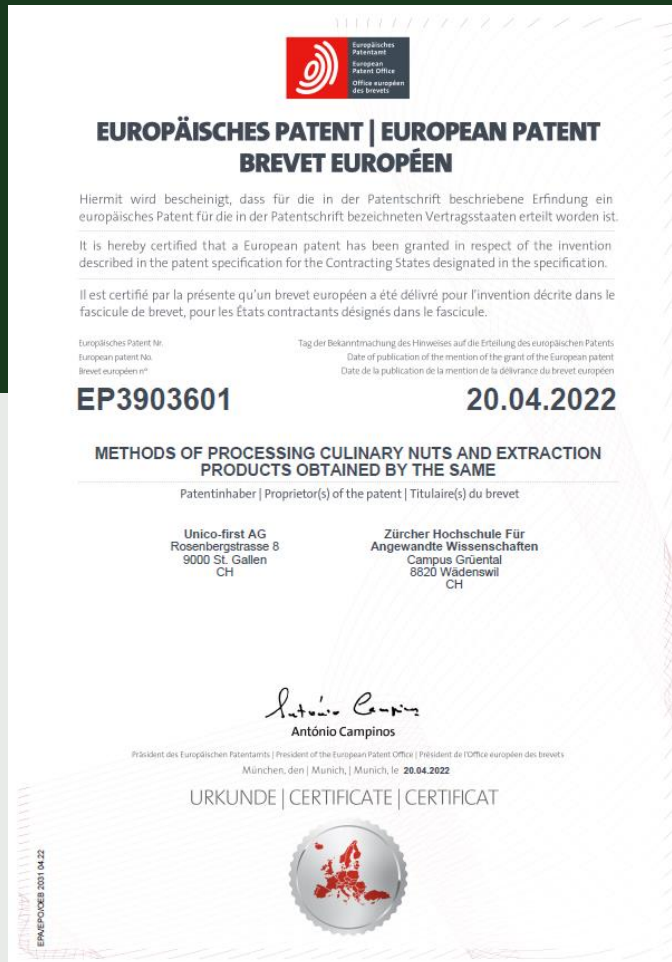 Europäisches
Patentamt
European
Patent Office
Office européen
des brevets
EUROPÄISCHES PATENT | EUROPEAN PATENT
BREVET EUROPÉEN
Hiermit wird bescheinigt, dass für die in der Patentschrift beschriebene Erfindung ein
europäisches Patent für die in der Patentschrift bezeichneten Vertragsstaaten erteilt worden ist.
It is hereby certified that a European patent has been granted in respect of the invention
described in the patent specification for the Contracting States designated in the specification.
Il est certifié par la présente qu'un brevet européen a été délivré pour l'invention décrite dans le
fascicule de brevet, pour les États contractants désignés dans le fascicule.
Europäisches Patent Nr.
European patent No.
Brevet européen n°
Tag der Bekanntmachung des Hinweises auf die Erteilung des europäischen Patents
Date of publication of the mention of the grant of the European patent
Date de la publication de la mention de la délivrance du brevet européen
EP3903601
20.04.2022
METHODS OF PROCESSING CULINARY NUTS AND EXTRACTION
PRODUCTS OBTAINED BY THE SAME
Patentinhaber | Proprietor(s) of the patent | Titulaire(s) du brevet
Unico-first AG
Rosenbergstrasse 8
9000 St. Gallen
CH
Zürcher Hochschule Für
Angewandte Wissenschaften
Campus Grüental
8820 Wädenswil
CH
António Campinos
António Campinos
Präsident des Europäischen Patentamts | President of the European Patent Office | Président de l'Office européen des brevets
München, den | Munich, | Munich, le 20.04.2022
URKUNDE | CERTIFICATE | CERTIFICAT
EPA/EPO/OEB 2031 04.22